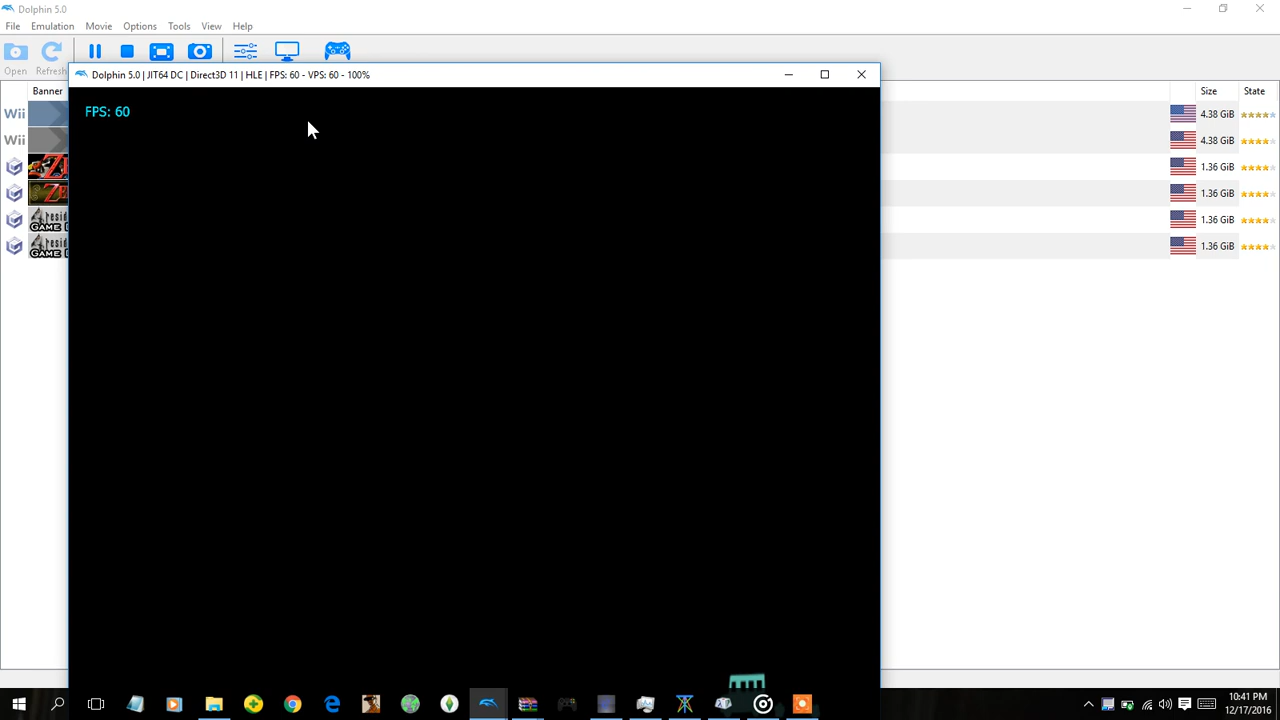 Dolphin 5.0
File Emulation Movie Options Tools View Help
Open Refresh
Dolphin 5.0 | JIT64 DC | Direct3D 11 | HLE | FPS: 60 - VPS: 60 - 100%
Banner Size State
FPS: 60
Wii 4.38 GiB
Wii 4.38 GiB
1.36 GiB
1.36 GiB
1.36 GiB
GAME
1.36 GiB
GAME
10:41 PM
12/17/2016